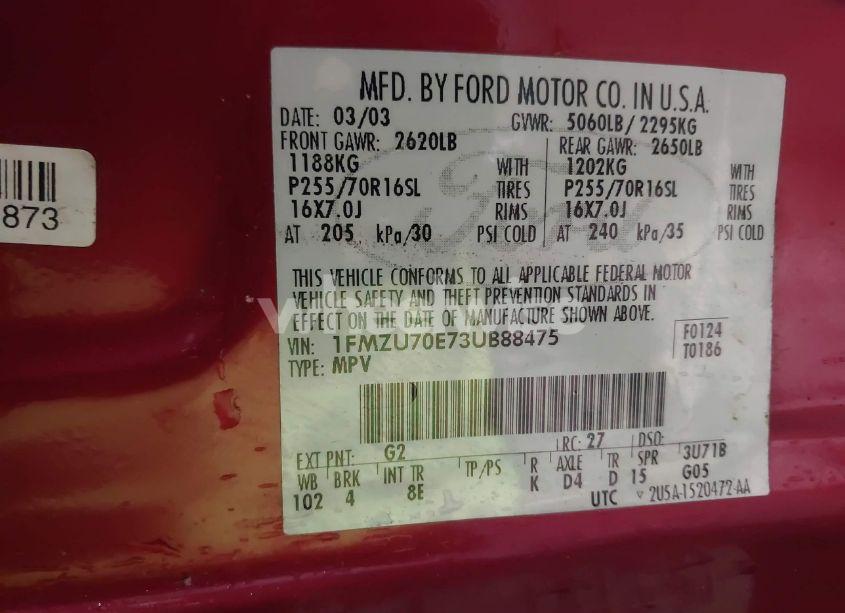 MFD. BY FORD MOTOR CO. IN U.S.A.
DATE: 03/03 GVWR: 5060LB/ 2295KG
FRONT GAWR: 2620LB REAR GAWR: 2650LB
1188KG WITH 1202KG WITH
P255/70R16SL TIRES P255/70R16SL TIRES
16X7.0J RIMS 16X7.0J RIMS
AT 205 kPa/30 PSI COLD AT 240 kPa/35 PSI COLD
Ford
THIS VEHICLE CONFORMS TO ALL APPLICABLE FEDERAL MOTOR
VEHICLE SAFETY AND THEFT PREVENTION STANDARDS IN
EFFECT ON THE DATE OF MANUFACTURE SHOWN ABOVE.
VIN: 1FMZU70E73UB88475 F0124
TYPE: MPV T0186
EXT PNT: G2 RC: 27 DSO:
WB BRK INT TR TP/PS R AXLE TR SPR 3U71B
102 4 8E K D4 D 15 G05
UTC 2U5A-1520472-AA
873